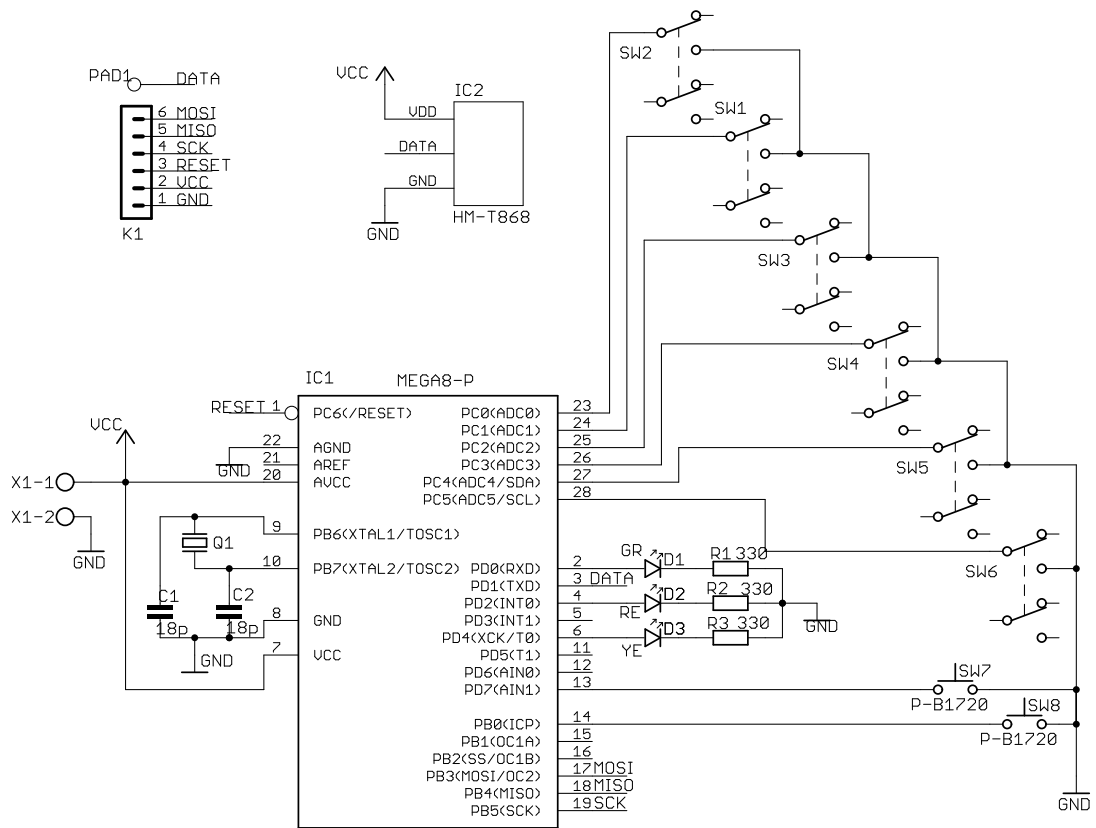 SW2
PAD1 DATA
VCC
IC2
6 MOSI
5 MISO
4 SCK
3 RESET
2 VCC
1 GND
K1
VDD
DATA
GND
HM-T868
GND
SW1
SW3
SW4
SW5
SW6
IC1 MEGA8-P
RESET 1 PC6(/RESET) PC0(ADC0) 23
PC1(ADC1) 24
22 AGND PC2(ADC2) 25
GND 21 AREF PC3(ADC3) 26
VCC
X1-1
20 AVCC PC4(ADC4/SDA) 27
PC5(ADC5/SCL) 28
X1-2
GND
9 PB6(XTAL1/TOSC1)
Q1
10 PB7(XTAL2/TOSC2) PD0(RXD) 2 GR D1 R1 330
PD1(TXD) 3 DATA
C1 C2
PD2(INT0) 4 RE D2 R2 330
18p 18p
8 GND PD3(INT1) 5
GND
PD4(XCK/T0) 6 YE D3 R3 330
GND
7 VCC PD5(T1) 11
PD6(AIN0) 12
PD7(AIN1) 13 SW7
P-B1720
PB0(ICP) 14 SW8
P-B1720
PB1(OC1A) 15
PB2(SS/OC1B) 16
PB3(MOSI/OC2) 17 MOSI
PB4(MISO) 18 MISO
PB5(SCK) 19 SCK
GND